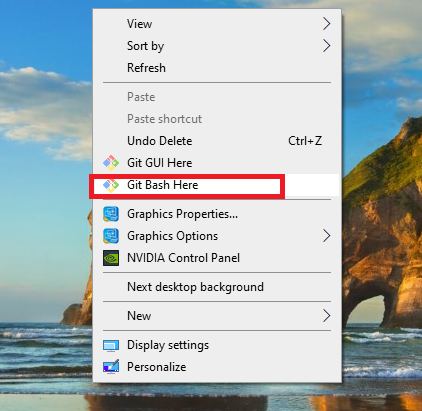 View
Sort by
Refresh
Paste
Paste shortcut
Undo Delete Ctrl+Z
Git GUI Here
Git Bash Here
Graphics Properties...
Graphics Options
NVIDIA Control Panel
Next desktop background
New
Display settings
Personalize